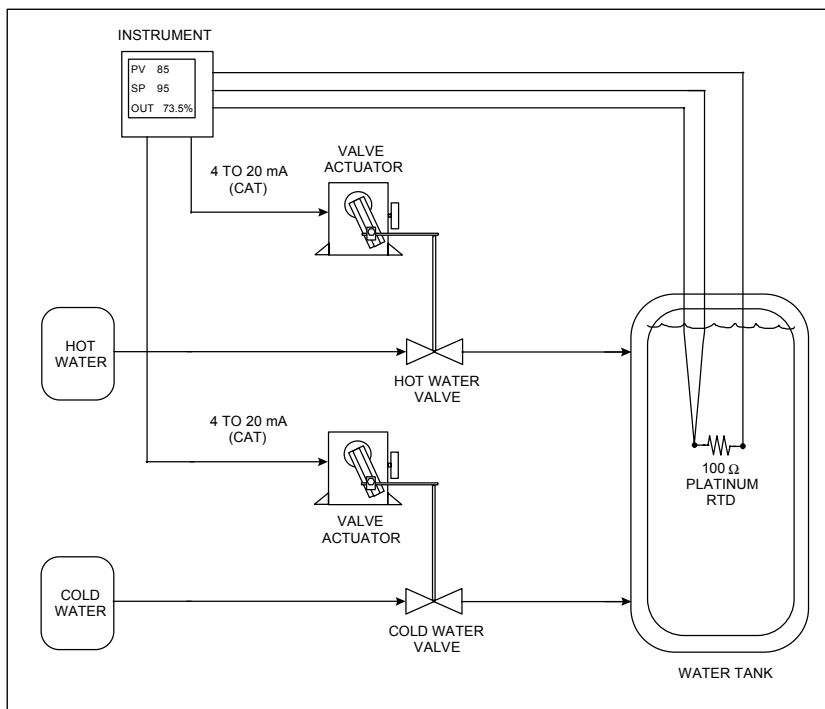 INSTRUMENT
PV 85
SP 95
OUT 73.5%
4 TO 20 mA
(CAT)
VALVE
ACTUATOR
HOT
WATER
HOT WATER
VALVE
4 TO 20 mA
(CAT)
VALVE
ACTUATOR
100 Ω
PLATINUM
RTD
COLD
WATER
COLD WATER
VALVE
WATER TANK